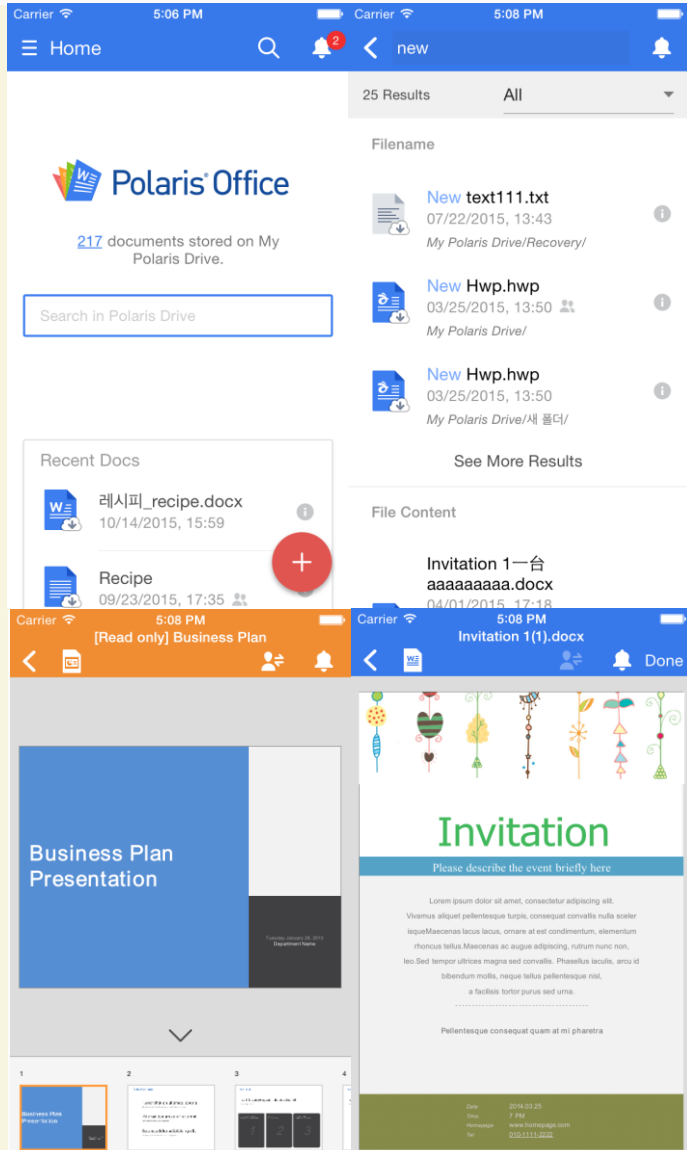 Carrier 5:06 PM
Home
2
Polaris Office
217 documents stored on My
Polaris Drive.
Search in Polaris Drive
Recent Docs
레시피_recipe.docx
10/14/2015, 15:59
Recipe
09/23/2015, 17:35
Carrier 5:08 PM
new
25 Results All
Filename
New text111.txt
07/22/2015, 13:43
My Polaris Drive/Recovery/
New Hwp.hwp
03/25/2015, 13:50
My Polaris Drive/
New Hwp.hwp
03/25/2015, 13:50
My Polaris Drive/새 폴더/
See More Results
File Content
Invitation 1一台
aaaaaaaaa.docx
04/01/2015, 17:18
Carrier 5:08 PM
[Read only] Business Plan
Business Plan
Presentation
Department Name
1 2 3 4
Business Plan
Presentation
1 2 3
Carrier 5:08 PM
Invitation 1(1).docx
Done
Invitation
Please describe the event briefly here
Lorem ipsum dolor sit amet, consectetur adipiscing elit.
Vivamus aliquet pellentesque turpis, consequat convallis nulla sceler
isqueMaecenas lacus lacus, ornare at est condimentum, elementum
rhoncus tellus.Maecenas ac augue adipiscing, rutrum nunc non,
leo.Sed tempor ultrices magna sed convallis. Phasellus iaculis, arcu id
bibendum mollis, neque tellus pellentesque nisl,
a facilisis tortor purus sed urna.
Pellentesque consequat quam at mi pharetra
Date 2014.03.25
Time 7 PM
Homepage www.homepage.com
Tel 010-1111-2222